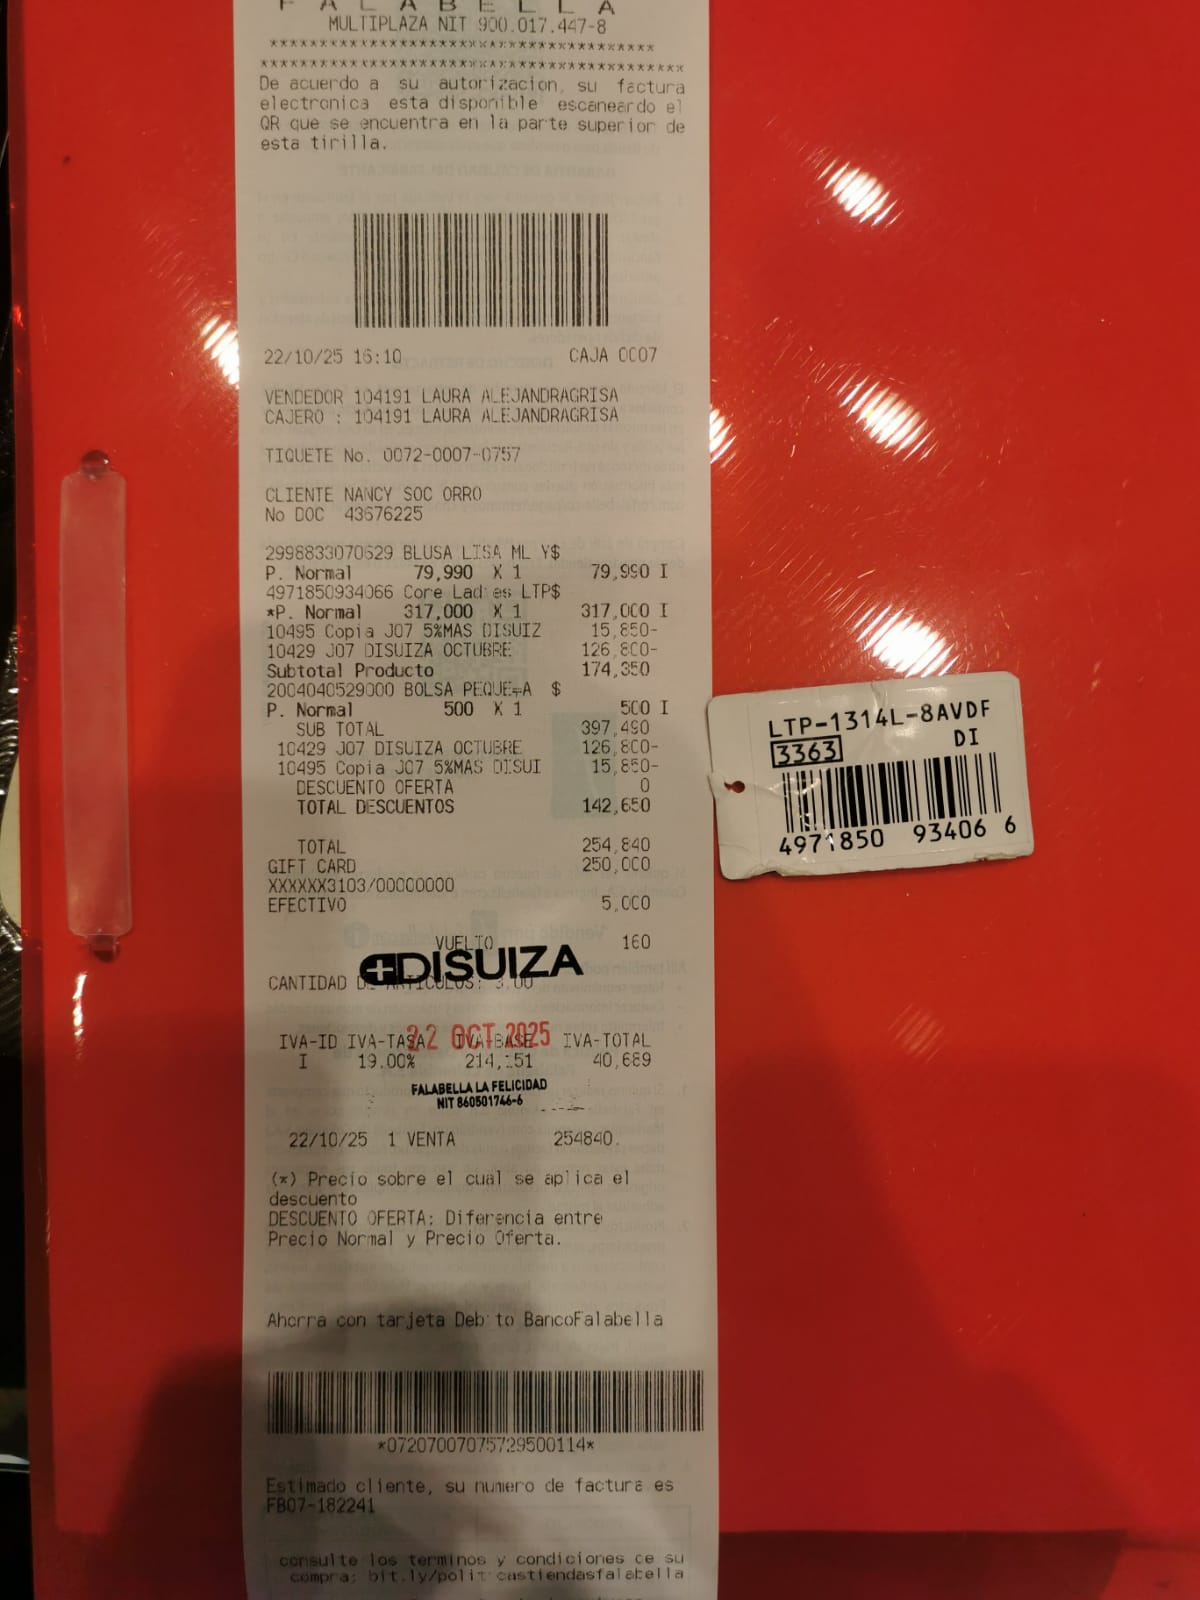 FALABELLA
MULTIPLAZA NIT 900.017.447-8
******************************************
******************************************
De acuerdo a su autorizacion, su factura
electronica esta disponible escaneardo el
QR que se encuentra en la parte superior de
esta tirilla.
22/10/25 16:10 CAJA 0007
VENDEDOR 104191 LAURA ALEJANDRAGRISA
CAJERO : 104191 LAURA ALEJANDRAGRISA
TIQUETE No. 0072-0007-0757
CLIENTE NANCY SOC ORRO
No DOC 43676225
2998833070629 BLUSA LISA ML Y$
P. Normal 79,990 X 1 79,990 I
4971850934066 Core Ladies LTP$
*P. Normal 317,000 X 1 317,000 I
10495 Copia J07 5%MAS DISUIZ 15,850-
10429 J07 DISUIZA OCTUBRE 126,800-
Subtotal Producto 174,350
2004040529000 BOLSA PEQUE-A $
P. Normal 500 X 1 500 I
SUB TOTAL 397,490
10429 J07 DISUIZA OCTUBRE 126,800-
10495 Copia J07 5%MAS DISUI 15,850-
DESCUENTO OFERTA 0
TOTAL DESCUENTOS 142,650
TOTAL 254,840
GIFT CARD 250,000
XXXXXX3103/00000000
EFECTIVO 5,000
VUELTO 160
DISUIZA
CANTIDAD DE ARTICULOS: 3.00
22 OCT 2025
IVA-ID IVA-TASA IVA-BASE IVA-TOTAL
I 19.00% 214,151 40,689
FALABELLA LA FELICIDAD
NIT 860501746-6
22/10/25 1 VENTA 254840.
(*) Precio sobre el cual se aplica el
descuento
DESCUENTO OFERTA: Diferencia entre
Precio Normal y Precio Oferta.
Ahorra con tarjeta Debito BancoFalabella
*07207007075729500114*
Estimado cliente, su numero de factura es
FB07-182241
consulte los terminos y condiciones de su
compra: bit.ly/politicastiendasfalabella
LTP-1314L-8AVDF
3363 DI
4971850 93406 6